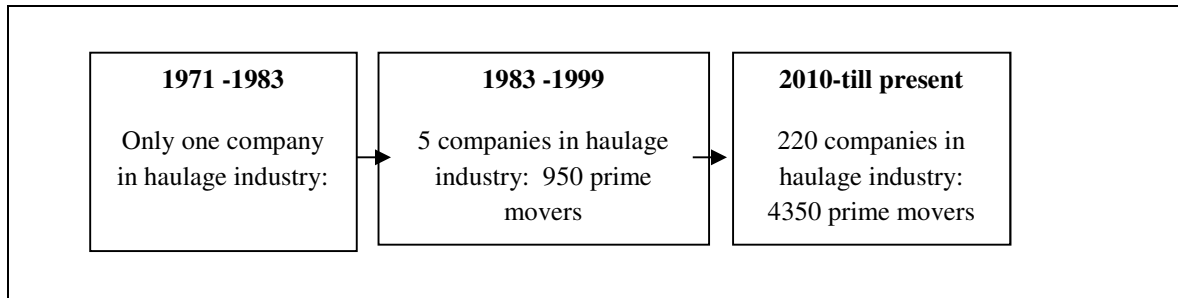 1971 -1983
Only one company
in haulage industry:
1983 -1999
5 companies in haulage
industry: 950 prime
movers
2010-till present
220 companies in
haulage industry:
4350 prime movers